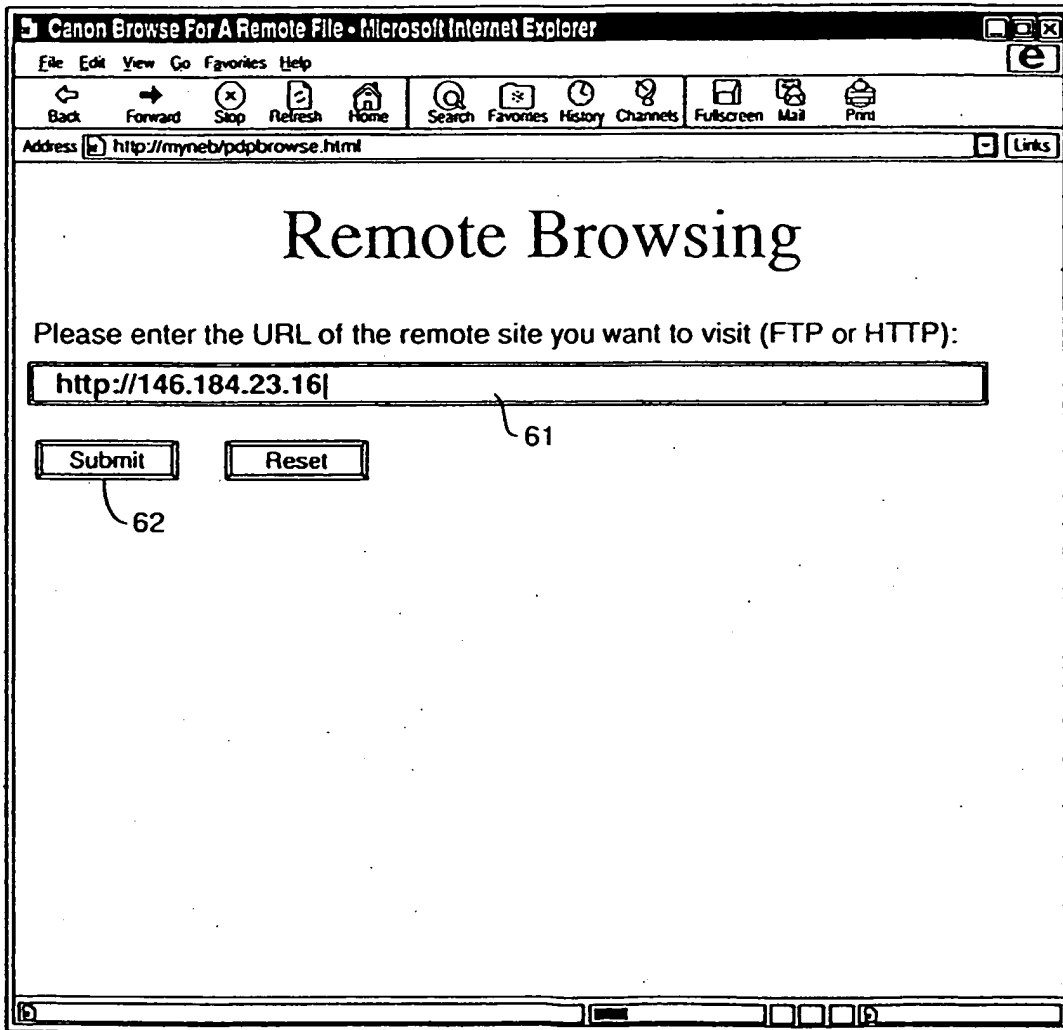 Canon Browse For A Remote File - Microsoft Internet Explorer
File Edit View Go Favorites Help
Back Forward Stop Refresh Home Search Favorites History Channels Fullscreen Mail Print
Address http://myneb/pdpbrowse.html Links
Remote Browsing
Please enter the URL of the remote site you want to visit (FTP or HTTP):
http://146.184.23.16
61
Submit Reset
62